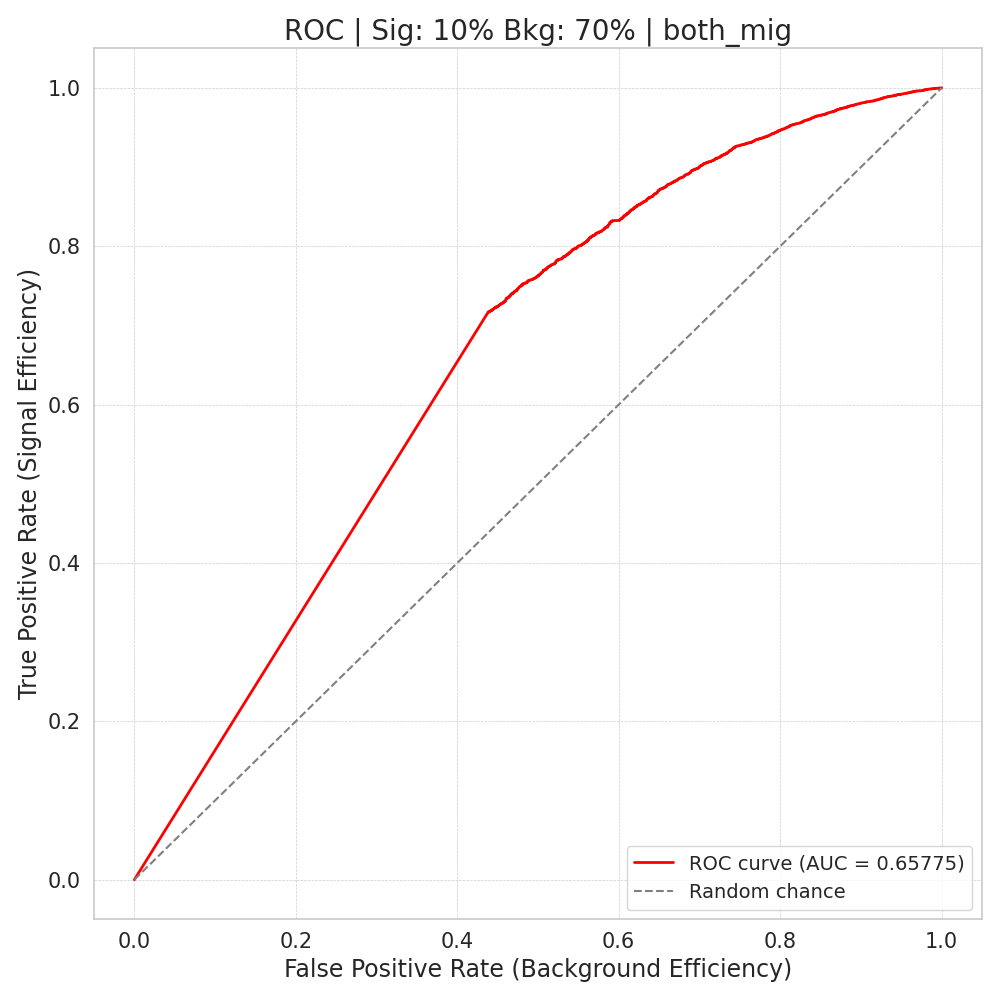 ROC | Sig: 10% Bkg: 70% | both_mig
True Positive Rate (Signal Efficiency)
1.0
0.8
0.6
0.4
0.2
0.0
ROC curve (AUC = 0.65775)
Random chance
0.0 0.2 0.4 0.6 0.8 1.0
False Positive Rate (Background Efficiency)